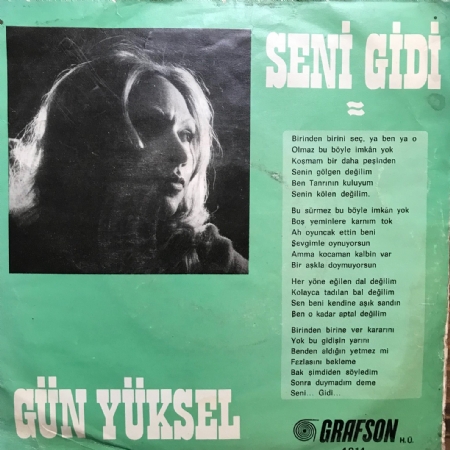 SENİ GİDİ
Birinden birini seç, ya ben ya o
Olmaz bu böyle imkân yok
Koşmam bir daha peşinden
Senin gölgen değilim
Ben Tanrının kuluyum
Senin kölen değilim.
Bu sürmez bu böyle imkân yok
Boş yeminlere karnım tok
Ah oyuncak ettin beni
Şevgimle oynuyorsun
Amma kocaman kalbin var
Bir aşkla doymuyorsun
Her yöne eğilen dal değilim
Kolayca tadılan bal değilim
Sen beni kendine aşık sandın
Ben o kadar aptal değilim
Birinden birine ver kararını
Yok bu gidişin yarını
Benden aldığın yetmez mi
Fazlasını bekleme
Bak şimdiden söyledim
Sonra duymadım deme
Seni... Gidi...
GÜN YÜKSEL
GRAFSON H.Ü.